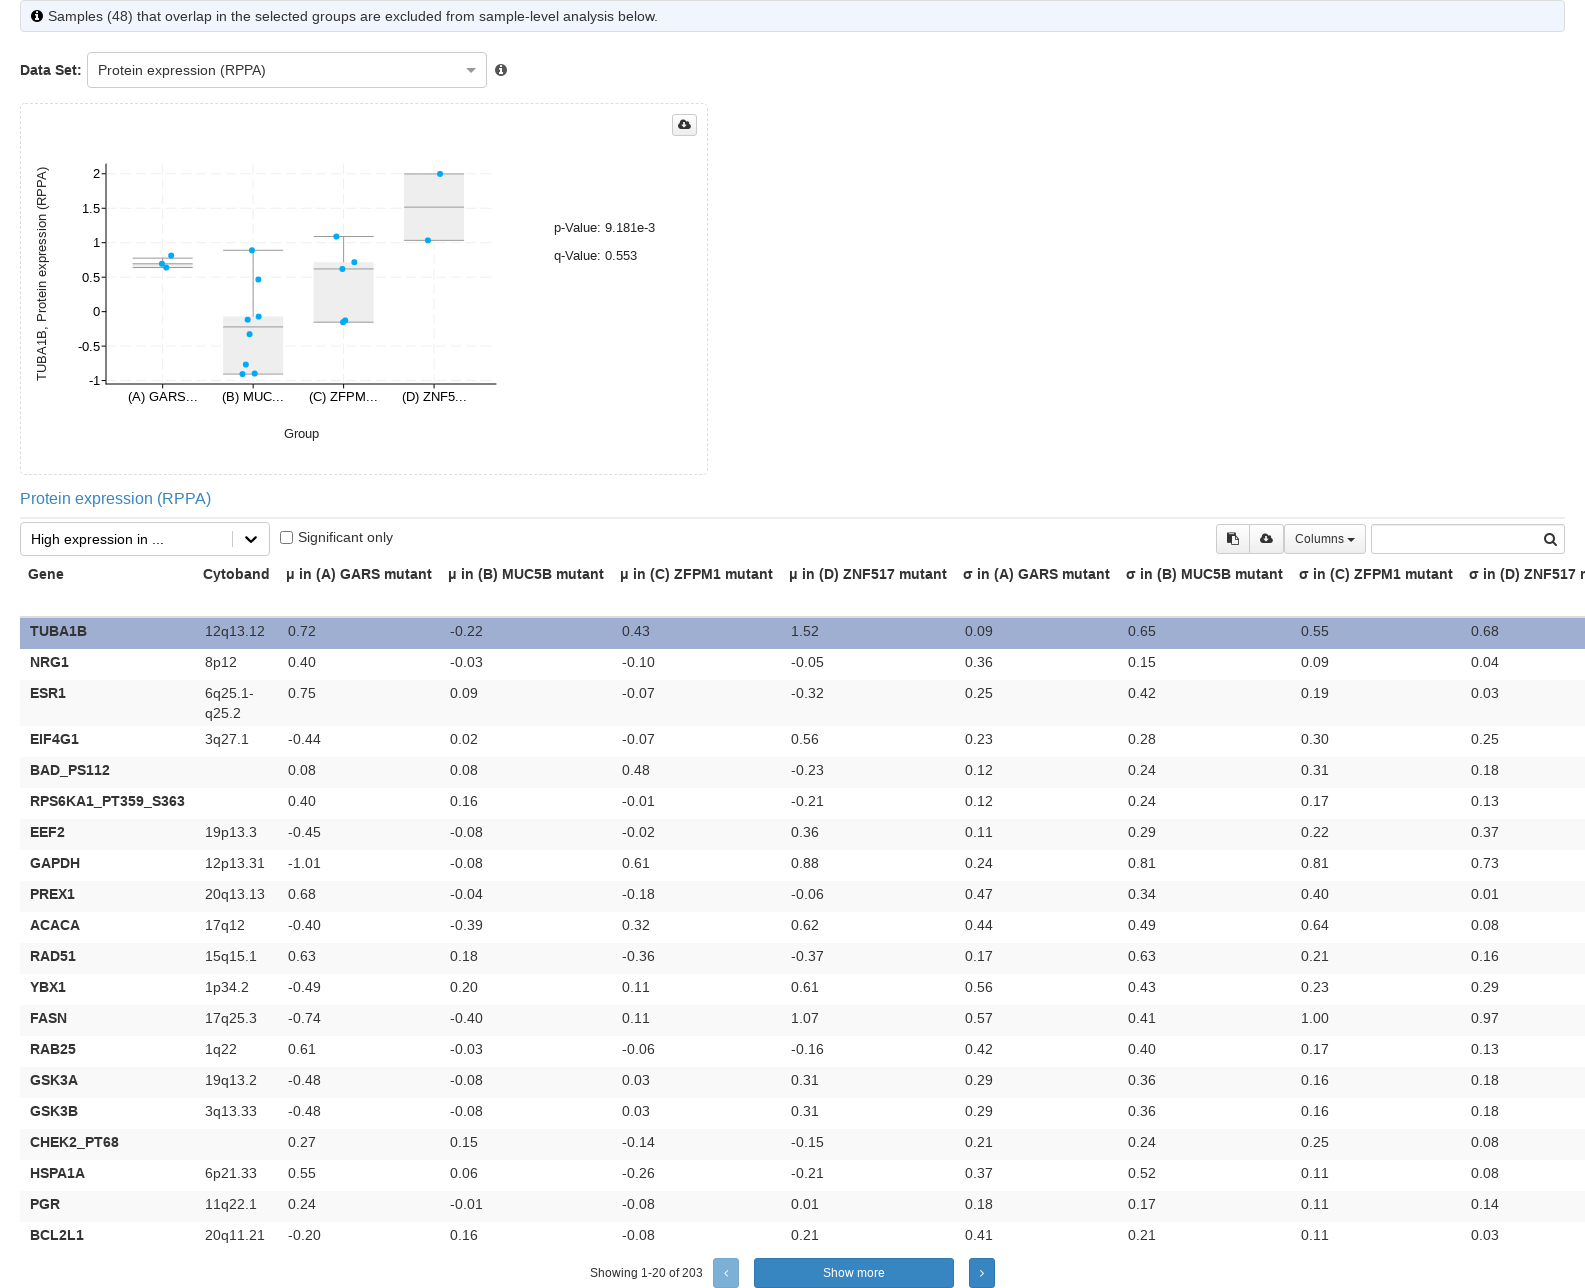 Samples (48) that overlap in the selected groups are excluded from sample-level analysis below.
Data Set: Protein expression (RPPA)
TUBA1B, Protein expression (RPPA)
2
1.5
1
0.5
0
-0.5
-1
(A) GARS... (B) MUC... (C) ZFPM... (D) ZNF5...
Group
p-Value: 9.181e-3
q-Value: 0.553
Protein expression (RPPA)
High expression in ... Significant only Columns
Gene Cytoband μ in (A) GARS mutant μ in (B) MUC5B mutant μ in (C) ZFPM1 mutant μ in (D) ZNF517 mutant σ in (A) GARS mutant σ in (B) MUC5B mutant σ in (C) ZFPM1 mutant σ in (D) ZNF517
TUBA1B 12q13.12 0.72 -0.22 0.43 1.52 0.09 0.65 0.55 0.68
NRG1 8p12 0.40 -0.03 -0.10 -0.05 0.36 0.15 0.09 0.04
ESR1 6q25.1- 0.75 0.09 -0.07 -0.32 0.25 0.42 0.19 0.03
q25.2
EIF4G1 3q27.1 -0.44 0.02 -0.07 0.56 0.23 0.28 0.30 0.25
BAD_PS112 0.08 0.08 0.48 -0.23 0.12 0.24 0.31 0.18
RPS6KA1_PT359_S363 0.40 0.16 -0.01 -0.21 0.12 0.24 0.17 0.13
EEF2 19p13.3 -0.45 -0.08 -0.02 0.36 0.11 0.29 0.22 0.37
GAPDH 12p13.31 -1.01 -0.08 0.61 0.88 0.24 0.81 0.81 0.73
PREX1 20q13.13 0.68 -0.04 -0.18 -0.06 0.47 0.34 0.40 0.01
ACACA 17q12 -0.40 -0.39 0.32 0.62 0.44 0.49 0.64 0.08
RAD51 15q15.1 0.63 0.18 -0.36 -0.37 0.17 0.63 0.21 0.16
YBX1 1p34.2 -0.49 0.20 0.11 0.61 0.56 0.43 0.23 0.29
FASN 17q25.3 -0.74 -0.40 0.11 1.07 0.57 0.41 1.00 0.97
RAB25 1q22 0.61 -0.03 -0.06 -0.16 0.42 0.40 0.17 0.13
GSK3A 19q13.2 -0.48 -0.08 0.03 0.31 0.29 0.36 0.16 0.18
GSK3B 3q13.33 -0.48 -0.08 0.03 0.31 0.29 0.36 0.16 0.18
CHEK2_PT68 0.27 0.15 -0.14 -0.15 0.21 0.24 0.25 0.08
HSPA1A 6p21.33 0.55 0.06 -0.26 -0.21 0.37 0.52 0.11 0.08
PGR 11q22.1 0.24 -0.01 -0.08 0.01 0.18 0.17 0.11 0.14
BCL2L1 20q11.21 -0.20 0.16 -0.08 0.21 0.41 0.21 0.11 0.03
Showing 1-20 of 203 ‹ Show more ›